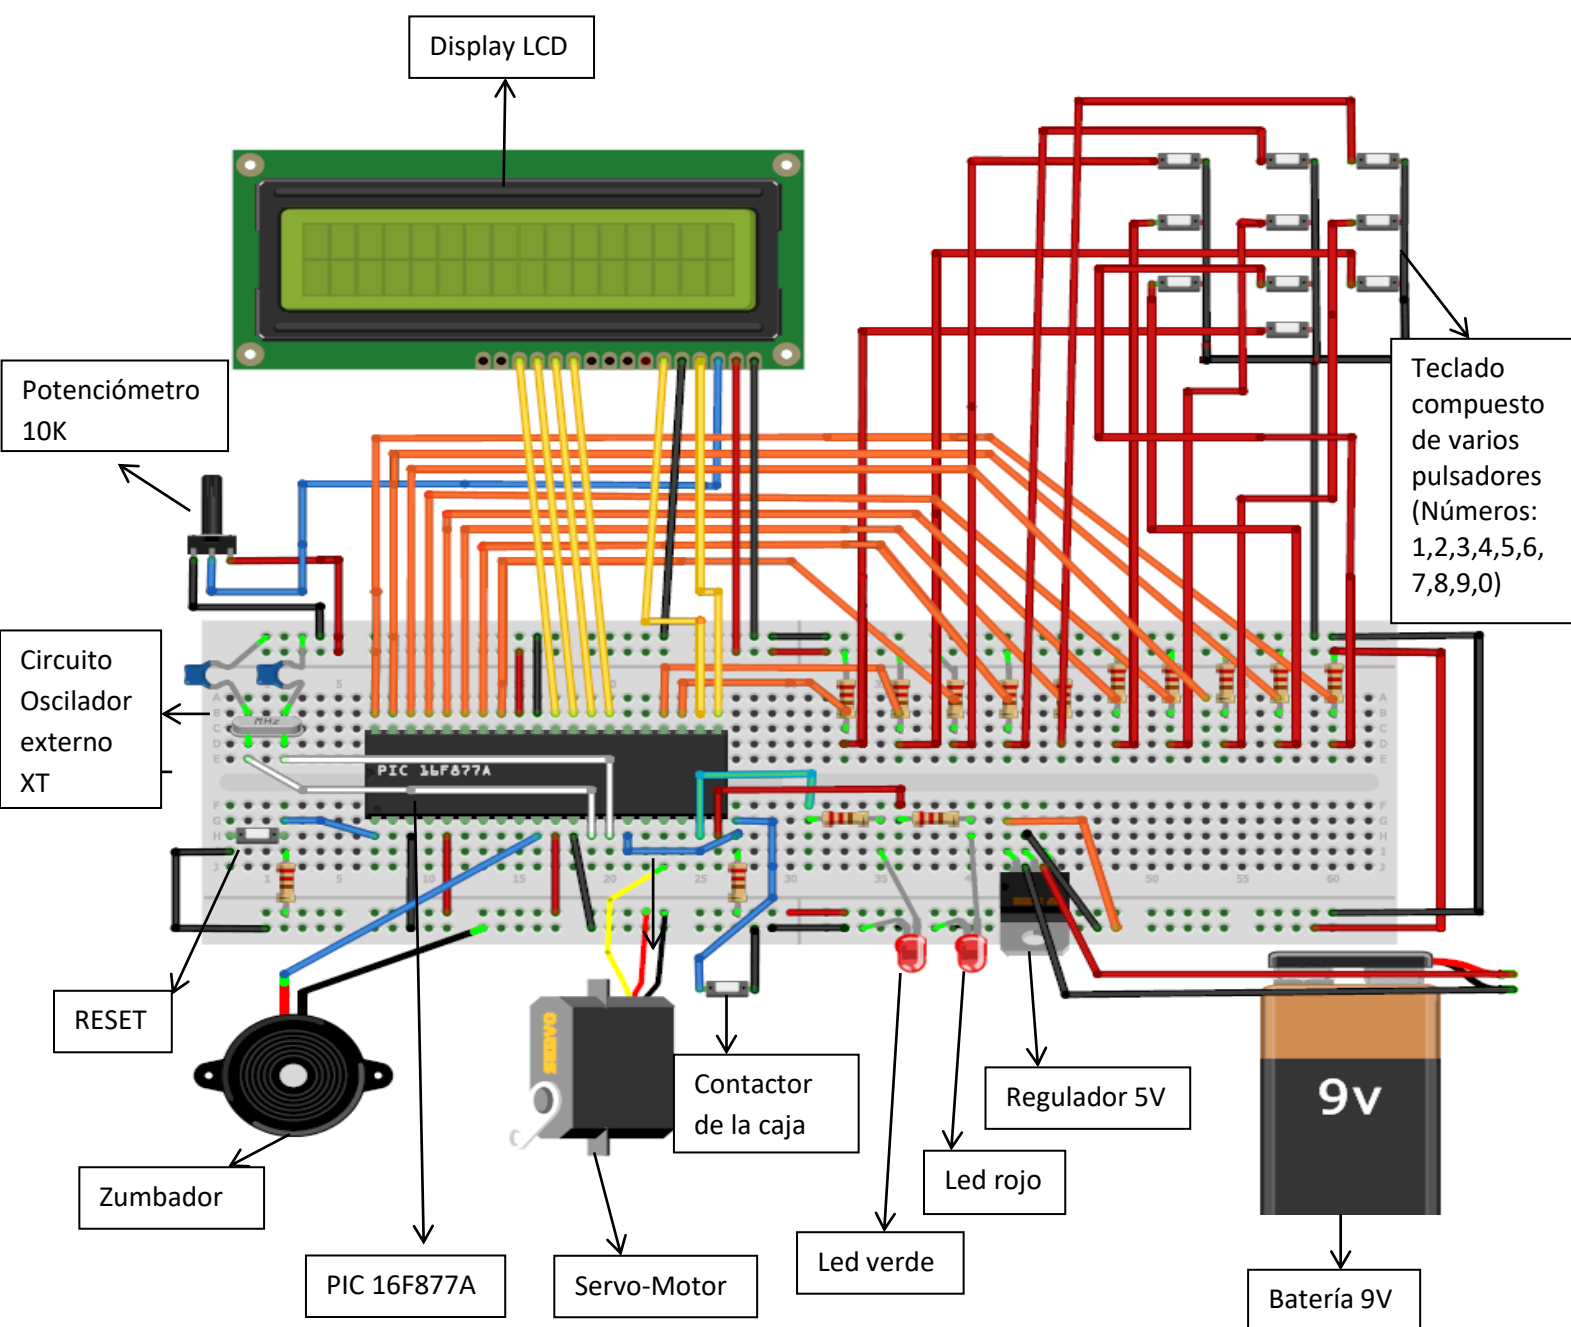 Display LCD
Potenciómetro
10K
Teclado
compuesto
de varios
pulsadores
(Números:
1,2,3,4,5,6,
7,8,9,0)
Circuito
Oscilador
externo
XT
MHz
PIC 16F877A
RESET
SERVO
Contactor
de la caja
Regulador 5V
9v
Zumbador
Led rojo
Led verde
PIC 16F877A
Servo-Motor
Batería 9V